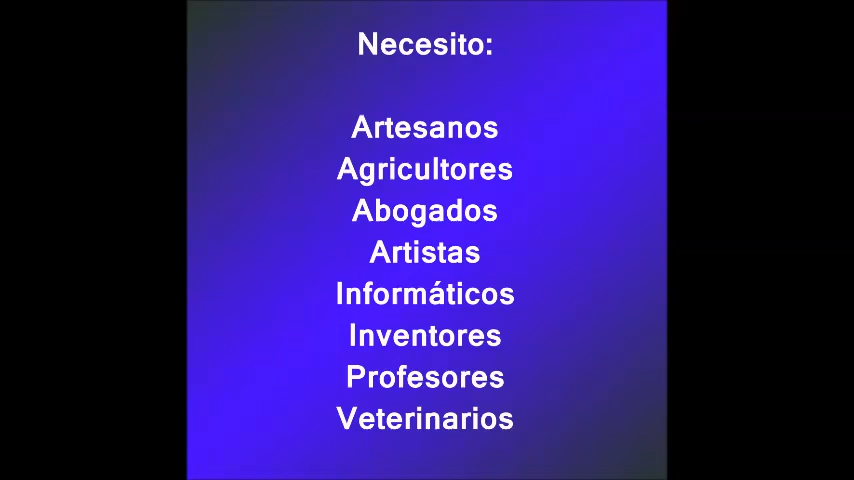 Necesito:
Artesanos
Agricultores
Abogados
Artistas
Informáticos
Inventores
Profesores
Veterinarios